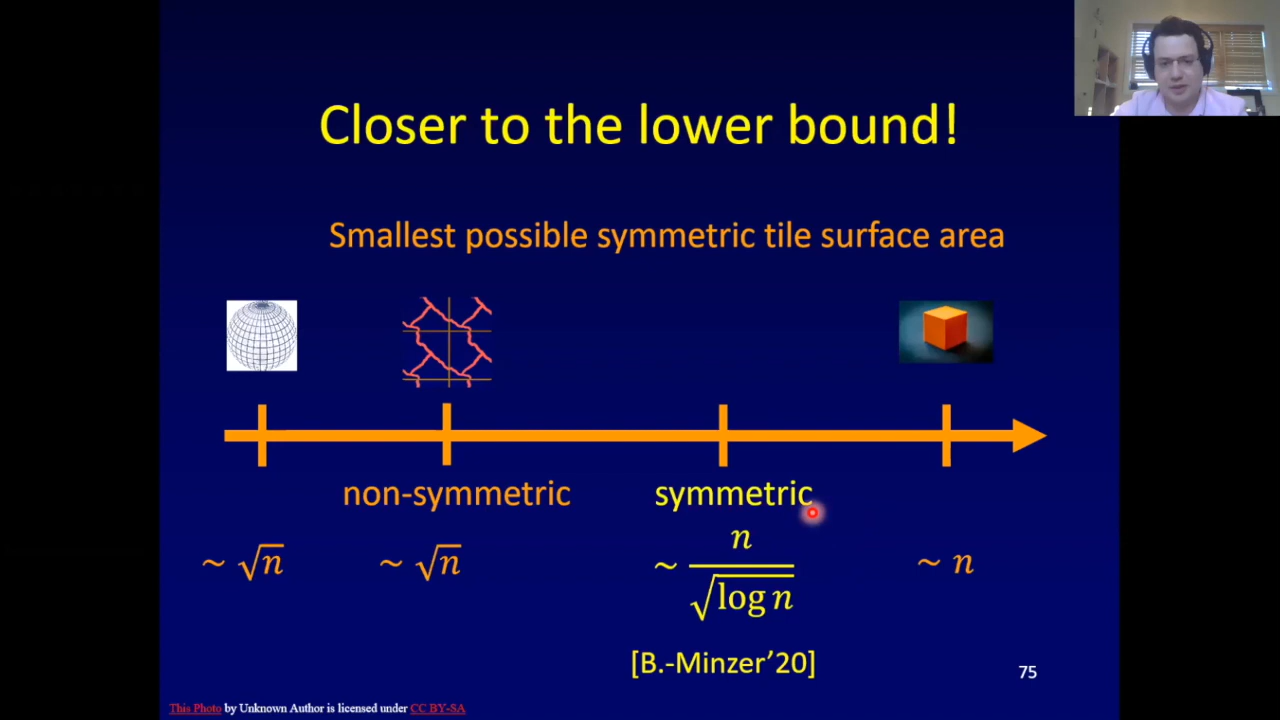 Closer to the lower bound!
Smallest possible symmetric tile surface area
non-symmetric
symmetric
~ √n
~ √n
~ n/√log n
~ n
[B.-Minzer’20]
75
This Photo by Unknown Author is licensed under CC BY-SA